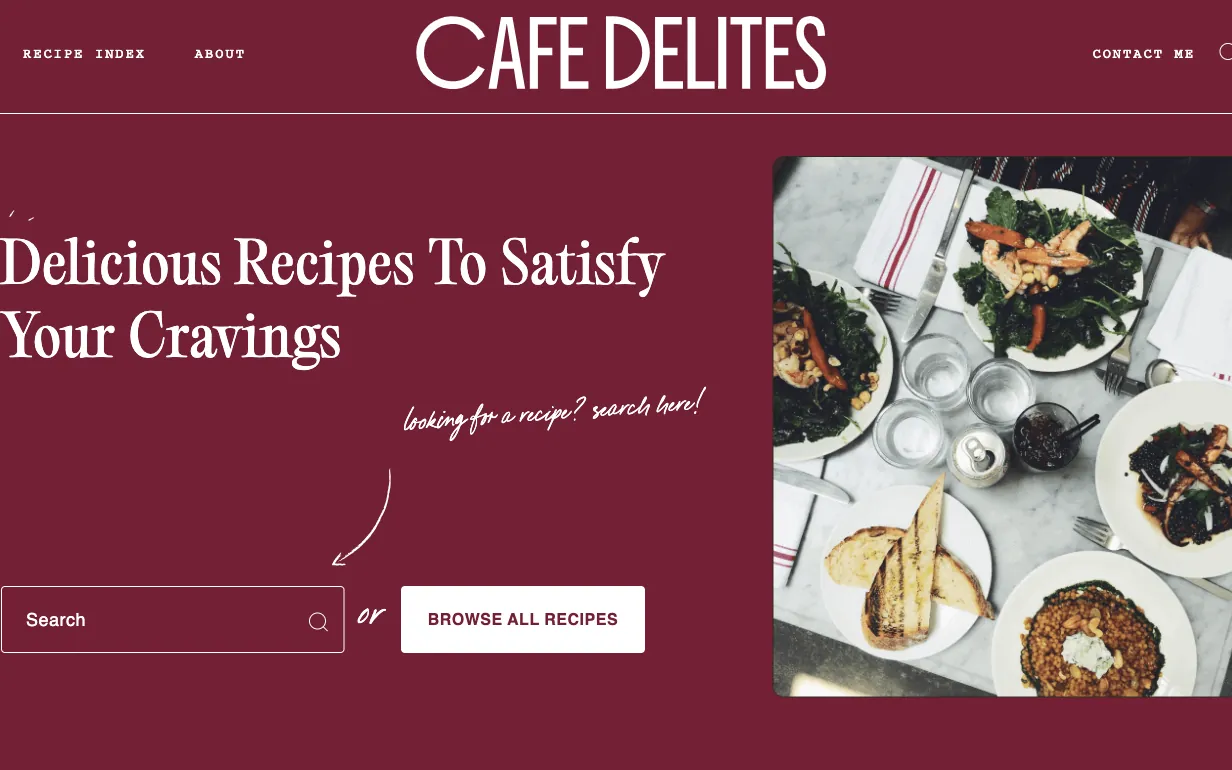 RECIPE INDEX
ABOUT
CAFE DELITES
CONTACT ME
Delicious Recipes To Satisfy
Your Cravings
looking for a recipe? search here!
Search
or
BROWSE ALL RECIPES